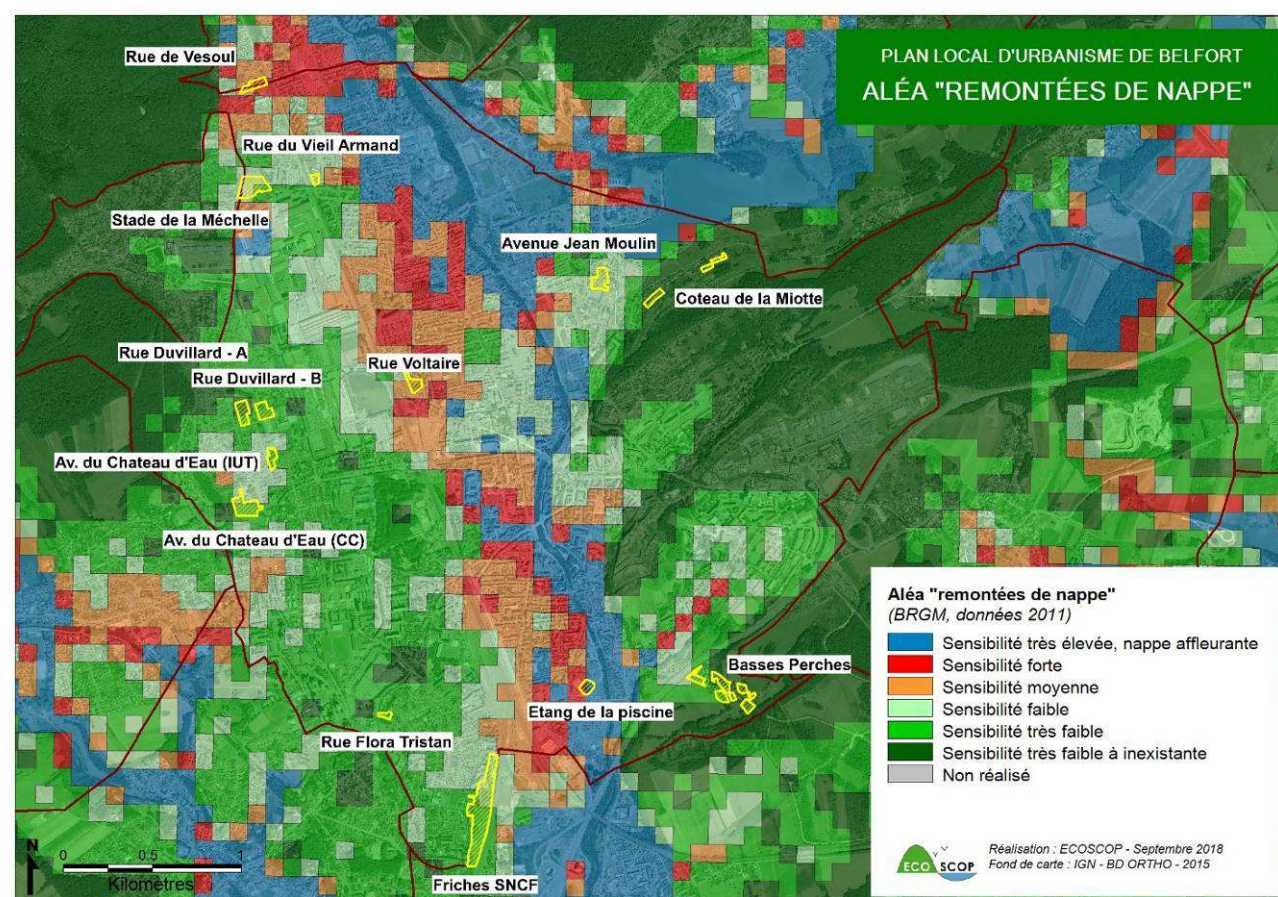 PLAN LOCAL D'URBANISME DE BELFORT
ALÉA "REMONTÉES DE NAPPE"
Rue de Vesoul
Rue du Vieil Armand
Stade de la Méchelle
Avenue Jean Moulin
Coteau de la Miotte
Rue Duvillard - A
Rue Voltaire
Rue Duvillard - B
Av. du Chateau d'Eau (IUT)
Av. du Chateau d'Eau (CC)
Basses Perches
Etang de la piscine
Rue Flora Tristan
Friches SNCF
N
0 0.5 1
Kilomètres
Aléa "remontées de nappe"
(BRGM, données 2011)
Sensibilité très élevée, nappe affleurante
Sensibilité forte
Sensibilité moyenne
Sensibilité faible
Sensibilité très faible
Sensibilité très faible à inexistante
Non réalisé
ECO SCOP
Réalisation : ECOSCOP - Septembre 2018
Fond de carte : IGN - BD ORTHO - 2015